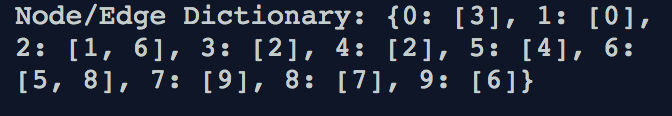 Node/Edge Dictionary: {0: [3], 1: [0],
2: [1, 6], 3: [2], 4: [2], 5: [4], 6:
[5, 8], 7: [9], 8: [7], 9: [6]}